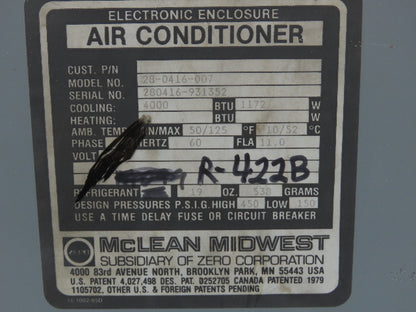 ELECTRONIC ENCLOSURE
AIR CONDITIONER
CUST. P/N
MODEL NO. 28-0416-007
SERIAL NO. 280416-931352
COOLING: 4000 BTU 1172 W
HEATING: BTU W
AMB. TEMP. MIN/MAX 50/125 °F 10/52 °C
PHASE HERTZ 60 FLA 11.0
VOLT
R-422B
REFRIGERANT 19 OZ. 538 GRAMS
DESIGN PRESSURES P.S.I.G. HIGH 450 LOW 150
USE A TIME DELAY FUSE OR CIRCUIT BREAKER
McLEAN MIDWEST
SUBSIDIARY OF ZERO CORPORATION
4000 83rd AVENUE NORTH, BROOKLYN PARK, MN 55443 USA
U.S. PATENT 4,027,498 DES. PAT. D252705 CANADA PATENTED 1979
1105702, OTHER U.S. & FOREIGN PATENTS PENDING